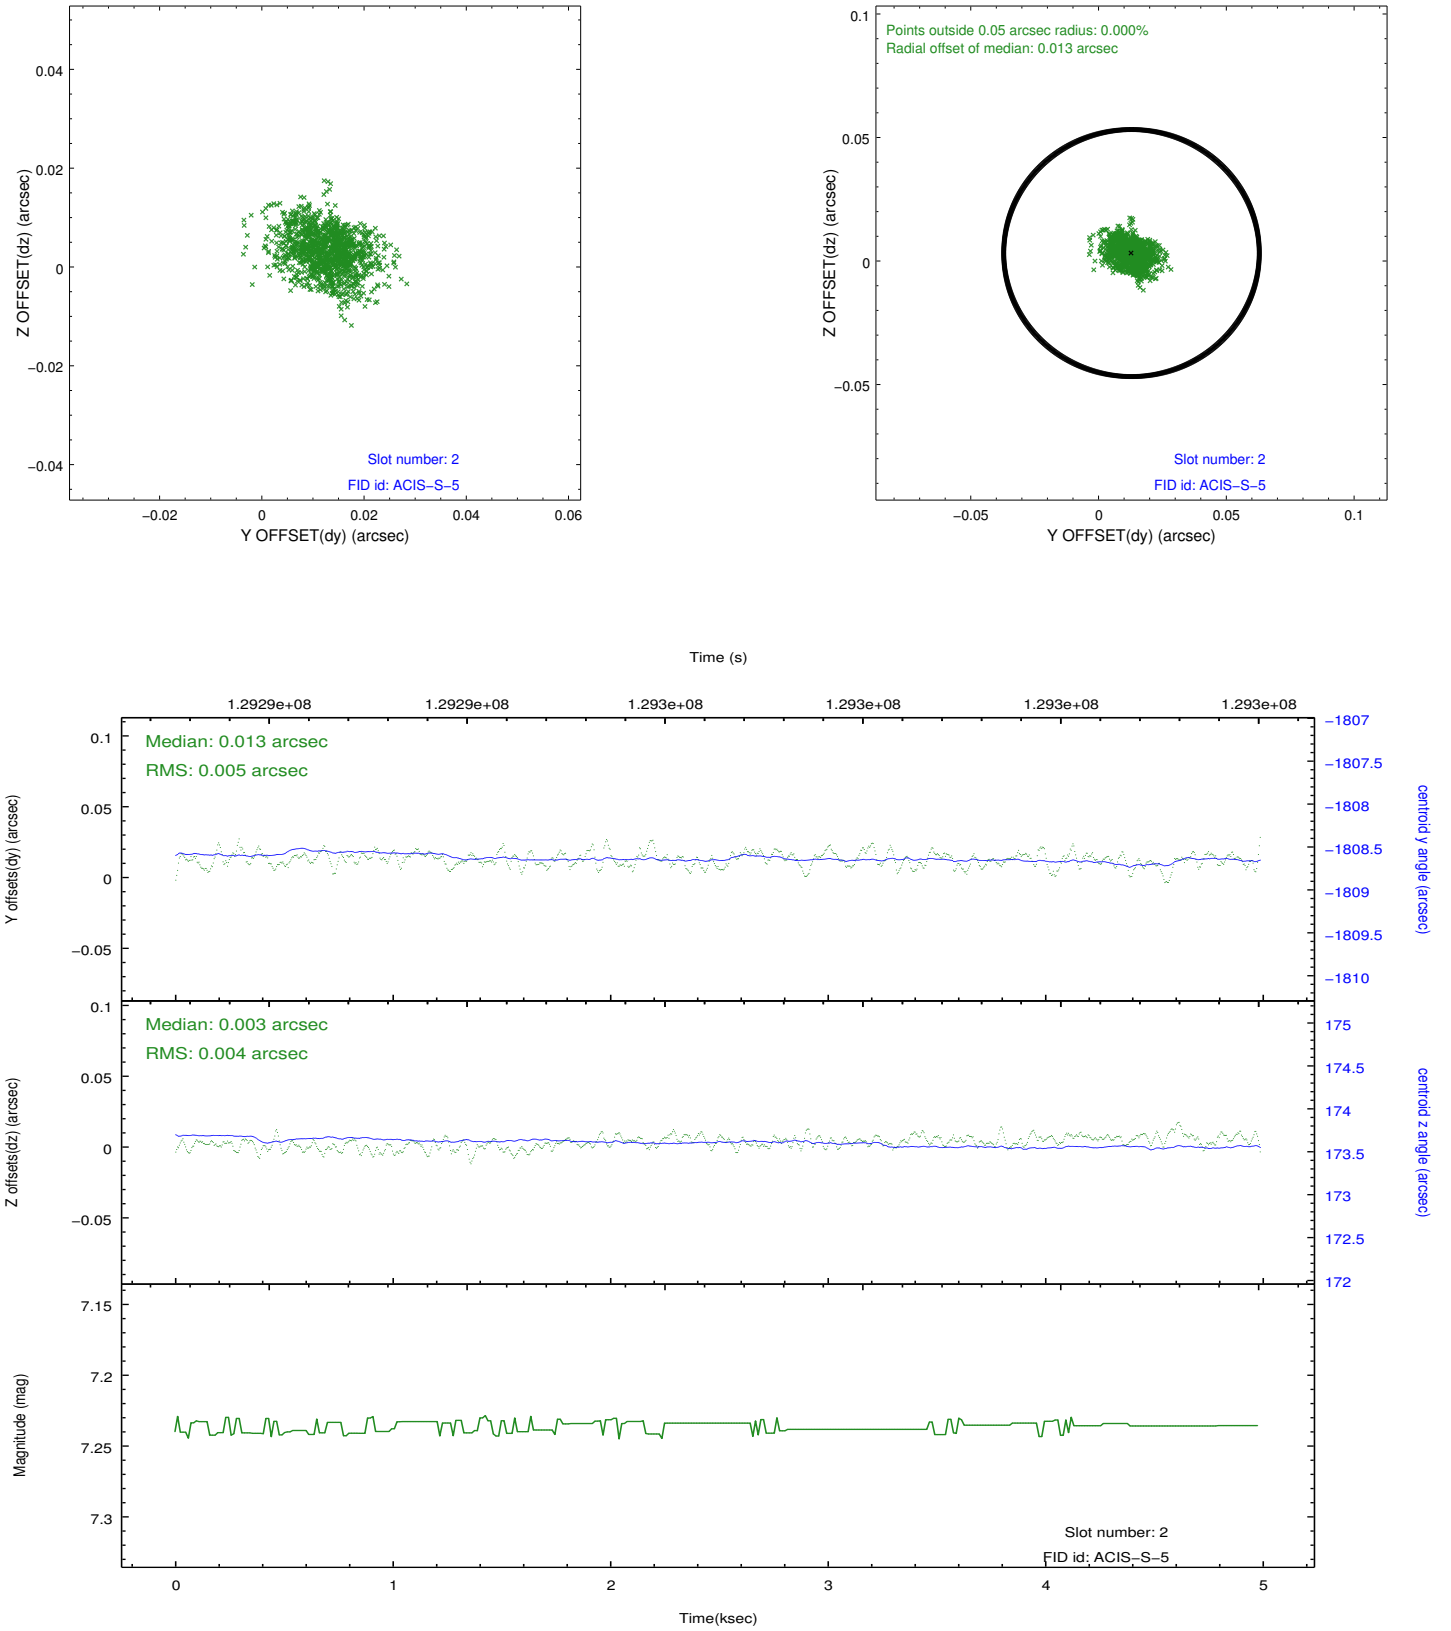 0.04
0.02
0
−0.02
−0.04
Z OFFSET(dz) (arcsec)
Slot number: 2
FID id: ACIS−S−5
−0.02 0 0.02 0.04 0.06
Y OFFSET(dy) (arcsec)
Points outside 0.05 arcsec radius: 0.000%
Radial offset of median: 0.013 arcsec
0.1
0.05
0
−0.05
Z OFFSET(dz) (arcsec)
Slot number: 2
FID id: ACIS−S−5
−0.05 0 0.05 0.1
Y OFFSET(dy) (arcsec)
Time (s)
1.2929e+08 1.2929e+08 1.293e+08 1.293e+08 1.293e+08 1.293e+08
Median: 0.013 arcsec
RMS: 0.005 arcsec
0.1
0.05
0
−0.05
Y offsets(dy) (arcsec)
−1807
−1807.5
−1808
−1808.5
−1809
−1809.5
−1810
centroid y angle (arcsec)
Median: 0.003 arcsec
RMS: 0.004 arcsec
0.1
0.05
0
−0.05
Z offsets(dz) (arcsec)
175
174.5
174
173.5
173
172.5
172
centroid z angle (arcsec)
7.15
7.2
7.25
7.3
Magnitude (mag)
Slot number: 2
FID id: ACIS−S−5
0 1 2 3 4 5
Time(ksec)